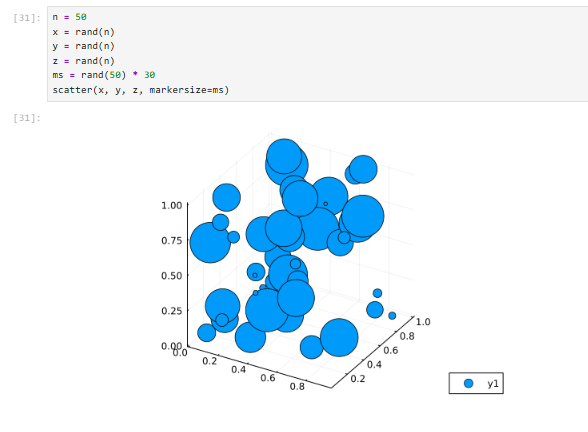 [31]:
n = 50
x = rand(n)
y = rand(n)
z = rand(n)
ms = rand(50) * 30
scatter(x, y, z, markersize=ms)
[31]:
1.00
0.75
0.50
0.25
0.00
0.0
0.2
0.4
0.6
0.8
0.2
0.4
0.6
0.8
1.0
y1